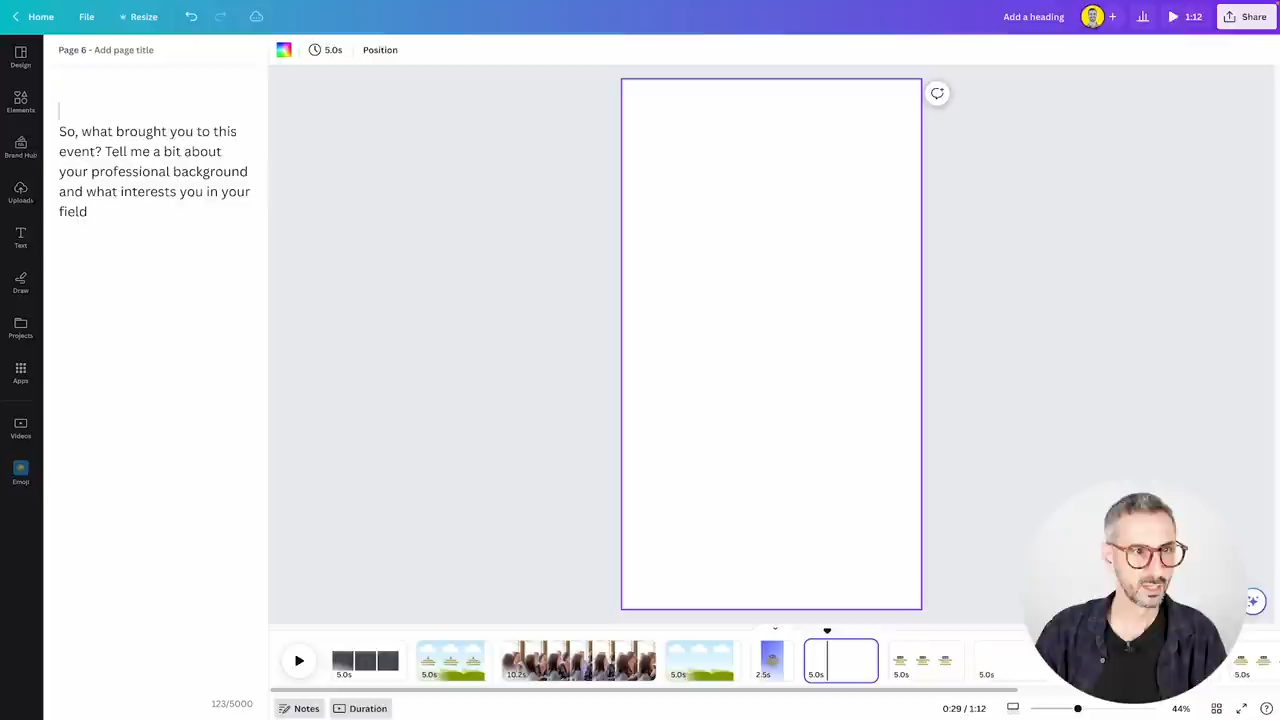 Home File Resize Add a heading + 1:12 Share
Page 6 - Add page title 5.0s Position
Design
Elements
Brand Hub
Uploads
Text
Draw
Projects
Apps
Videos
Emoji
So, what brought you to this
event? Tell me a bit about
your professional background
and what interests you in your
field
123/5000
5.0s 5.0s 10.2s 5.0s 2.5s 5.0s 5.0s 5.0s 5.0s
Notes Duration 0:29 / 1:12 44%